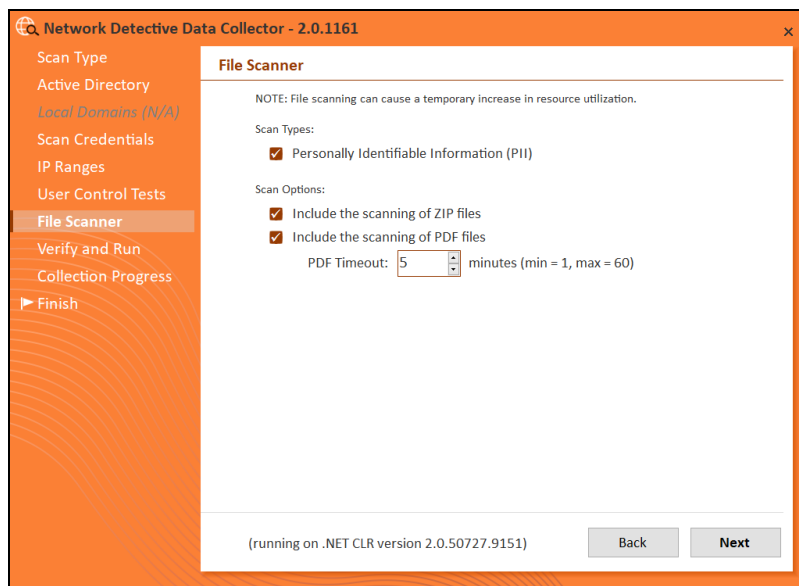 Network Detective Data Collector - 2.0.1161
Scan Type
Active Directory
Local Domains (N/A)
Scan Credentials
IP Ranges
User Control Tests
File Scanner
Verify and Run
Collection Progress
Finish
File Scanner
NOTE: File scanning can cause a temporary increase in resource utilization.
Scan Types:
Personally Identifiable Information (PII)
Scan Options:
Include the scanning of ZIP files
Include the scanning of PDF files
PDF Timeout: 5 minutes (min = 1, max = 60)
(running on .NET CLR version 2.0.50727.9151)
Back
Next